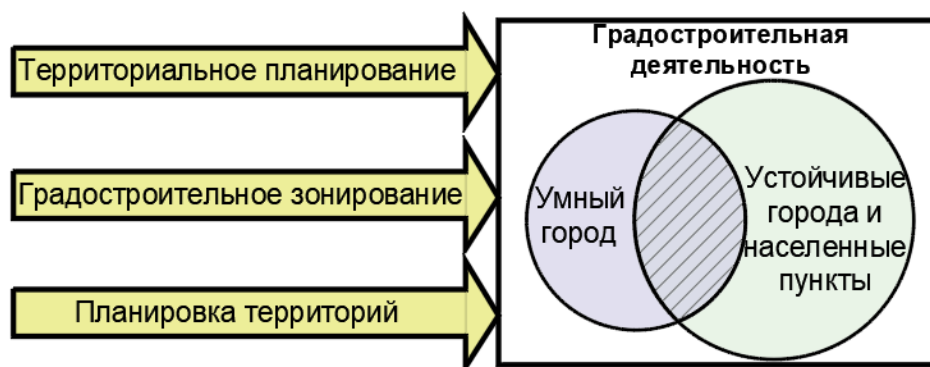 Территориальное планирование
Градостроительное зонирование
Планировка территорий
Градостроительная
деятельность
Умный
город
Устойчивые
города и
населенные
пункты